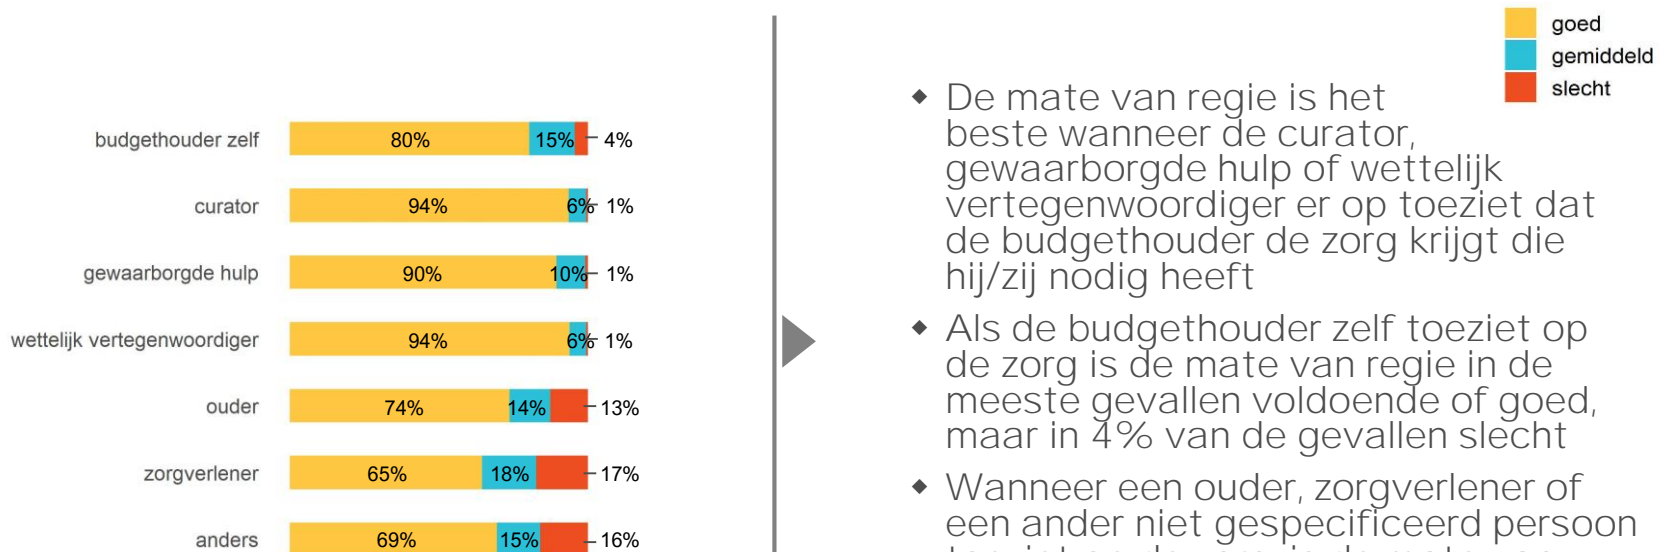 goed
gemiddeld
slecht
budgethouder zelf 80% 15% 4%
curator 94% 6% 1%
gewaarborgde hulp 90% 10% 1%
wettelijk vertegenwoordiger 94% 6% 1%
ouder 74% 14% 13%
zorgverlener 65% 18% 17%
anders 69% 15% 16%
◆ De mate van regie is het
beste wanneer de curator,
gewaarborgde hulp of wettelijk
vertegenwoordiger er op toeziet dat
de budgethouder de zorg krijgt die
hij/zij nodig heeft
◆ Als de budgethouder zelf toeziet op
de zorg is de mate van regie in de
meeste gevallen voldoende of goed,
maar in 4% van de gevallen slecht
◆ Wanneer een ouder, zorgverlener of
een ander niet gespecificeerd persoon